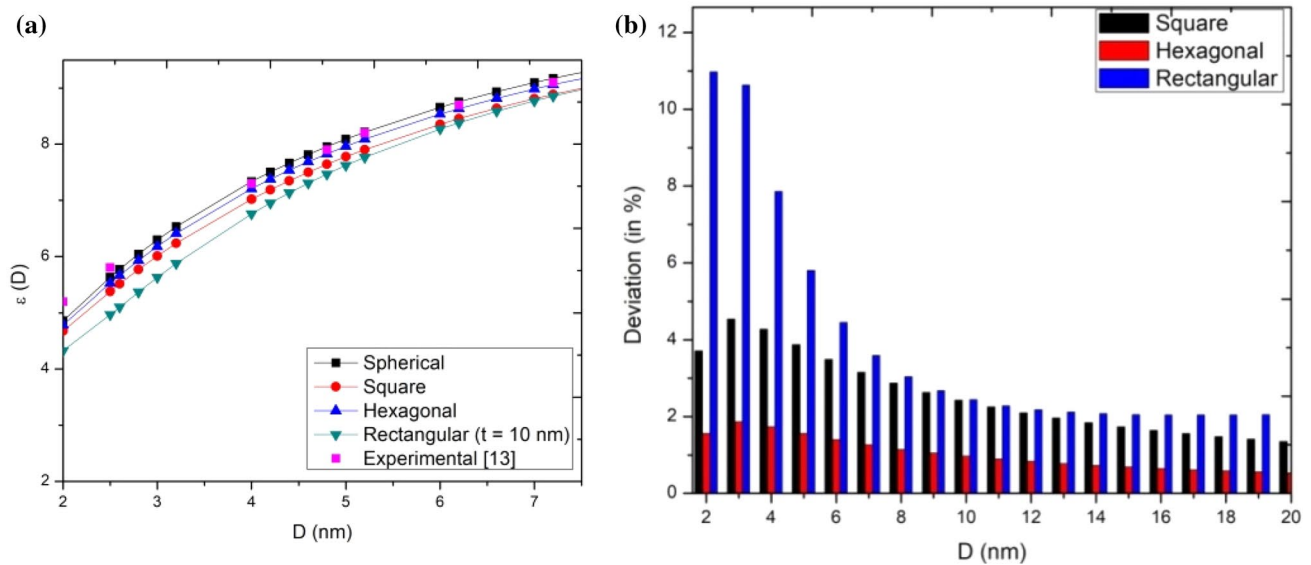 (a)
ε (D)
8
6
4
2
2
3
4
5
6
7
D (nm)
Spherical
Square
Hexagonal
Rectangular (t = 10 nm)
Experimental [13]
(b)
Deviation (in %)
12
10
8
6
4
2
0
2
4
6
8
10
12
14
16
18
20
D (nm)
Square
Hexagonal
Rectangular